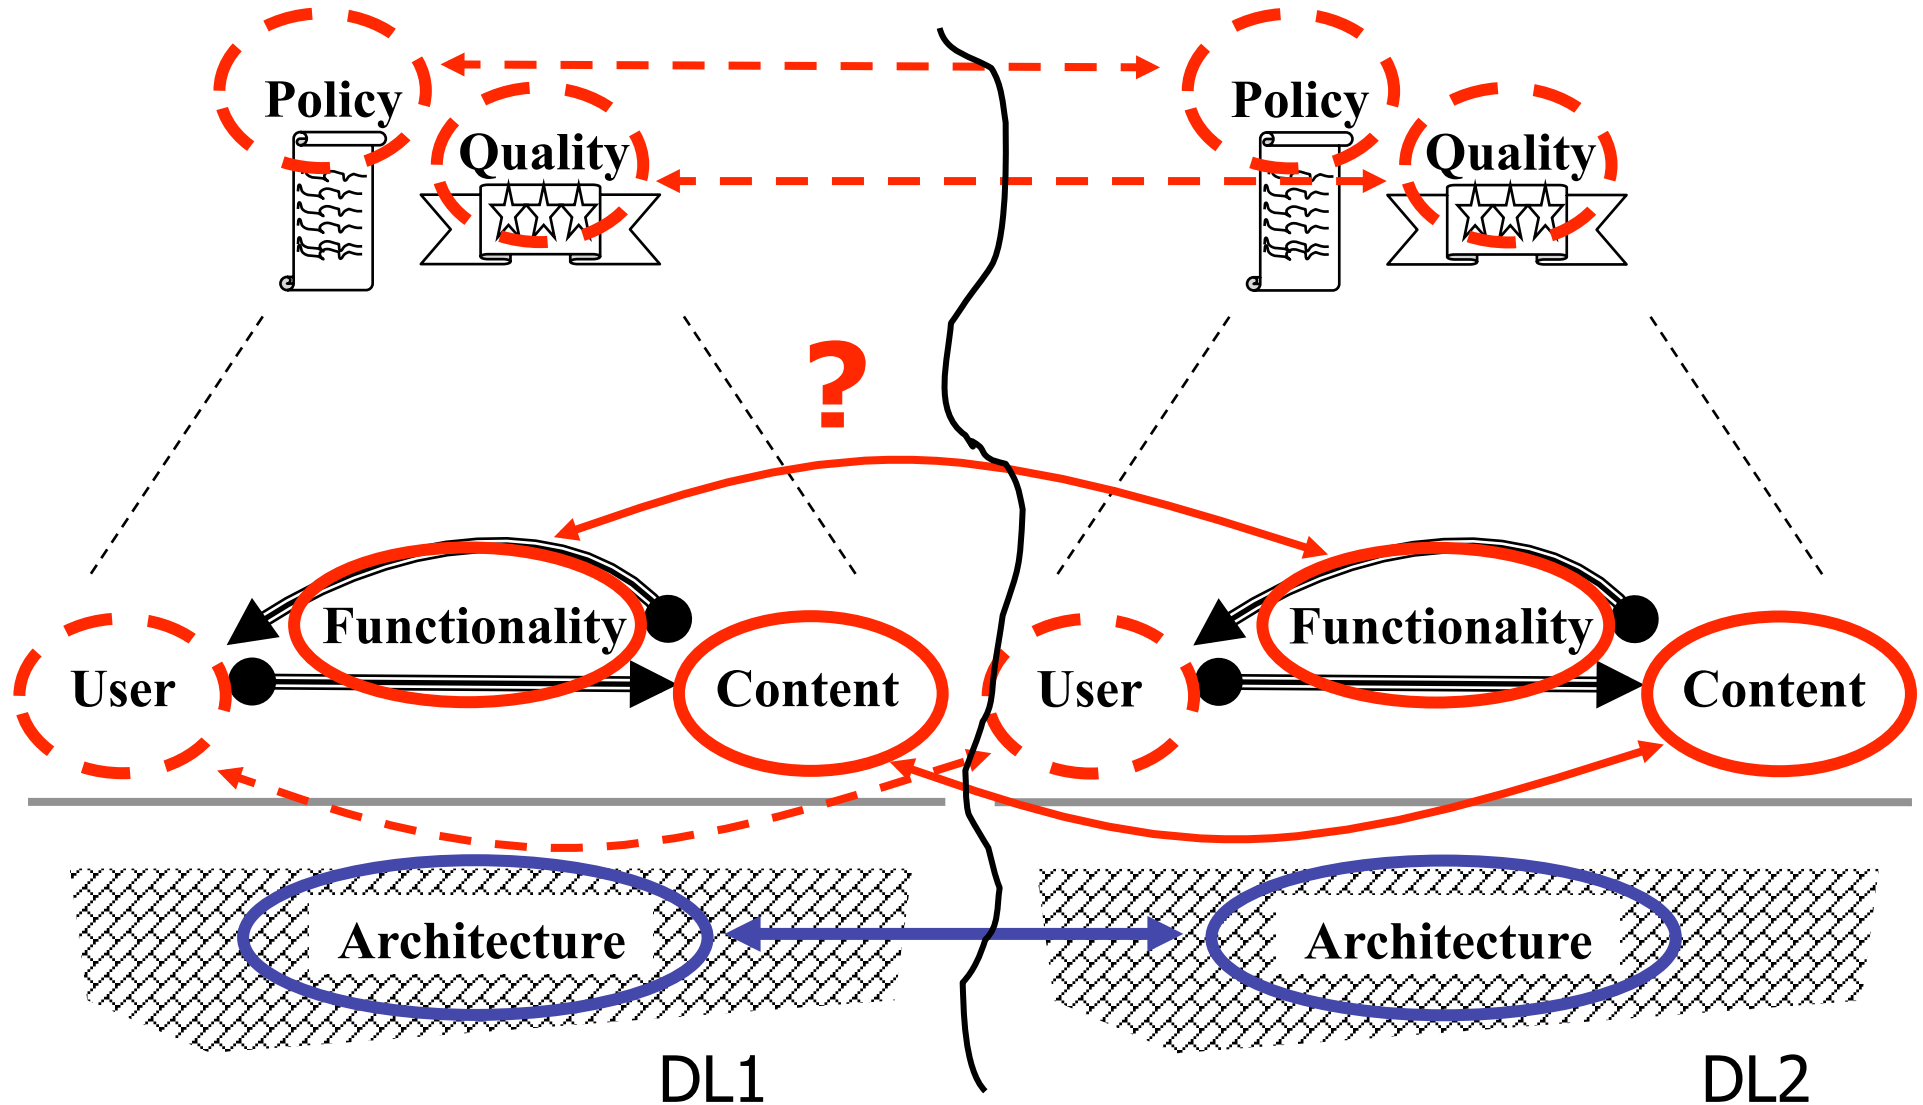 Policy
Quality
Policy
Quality
?
Functionality
User
Content
Functionality
User
Content
Architecture
Architecture
DL1
DL2